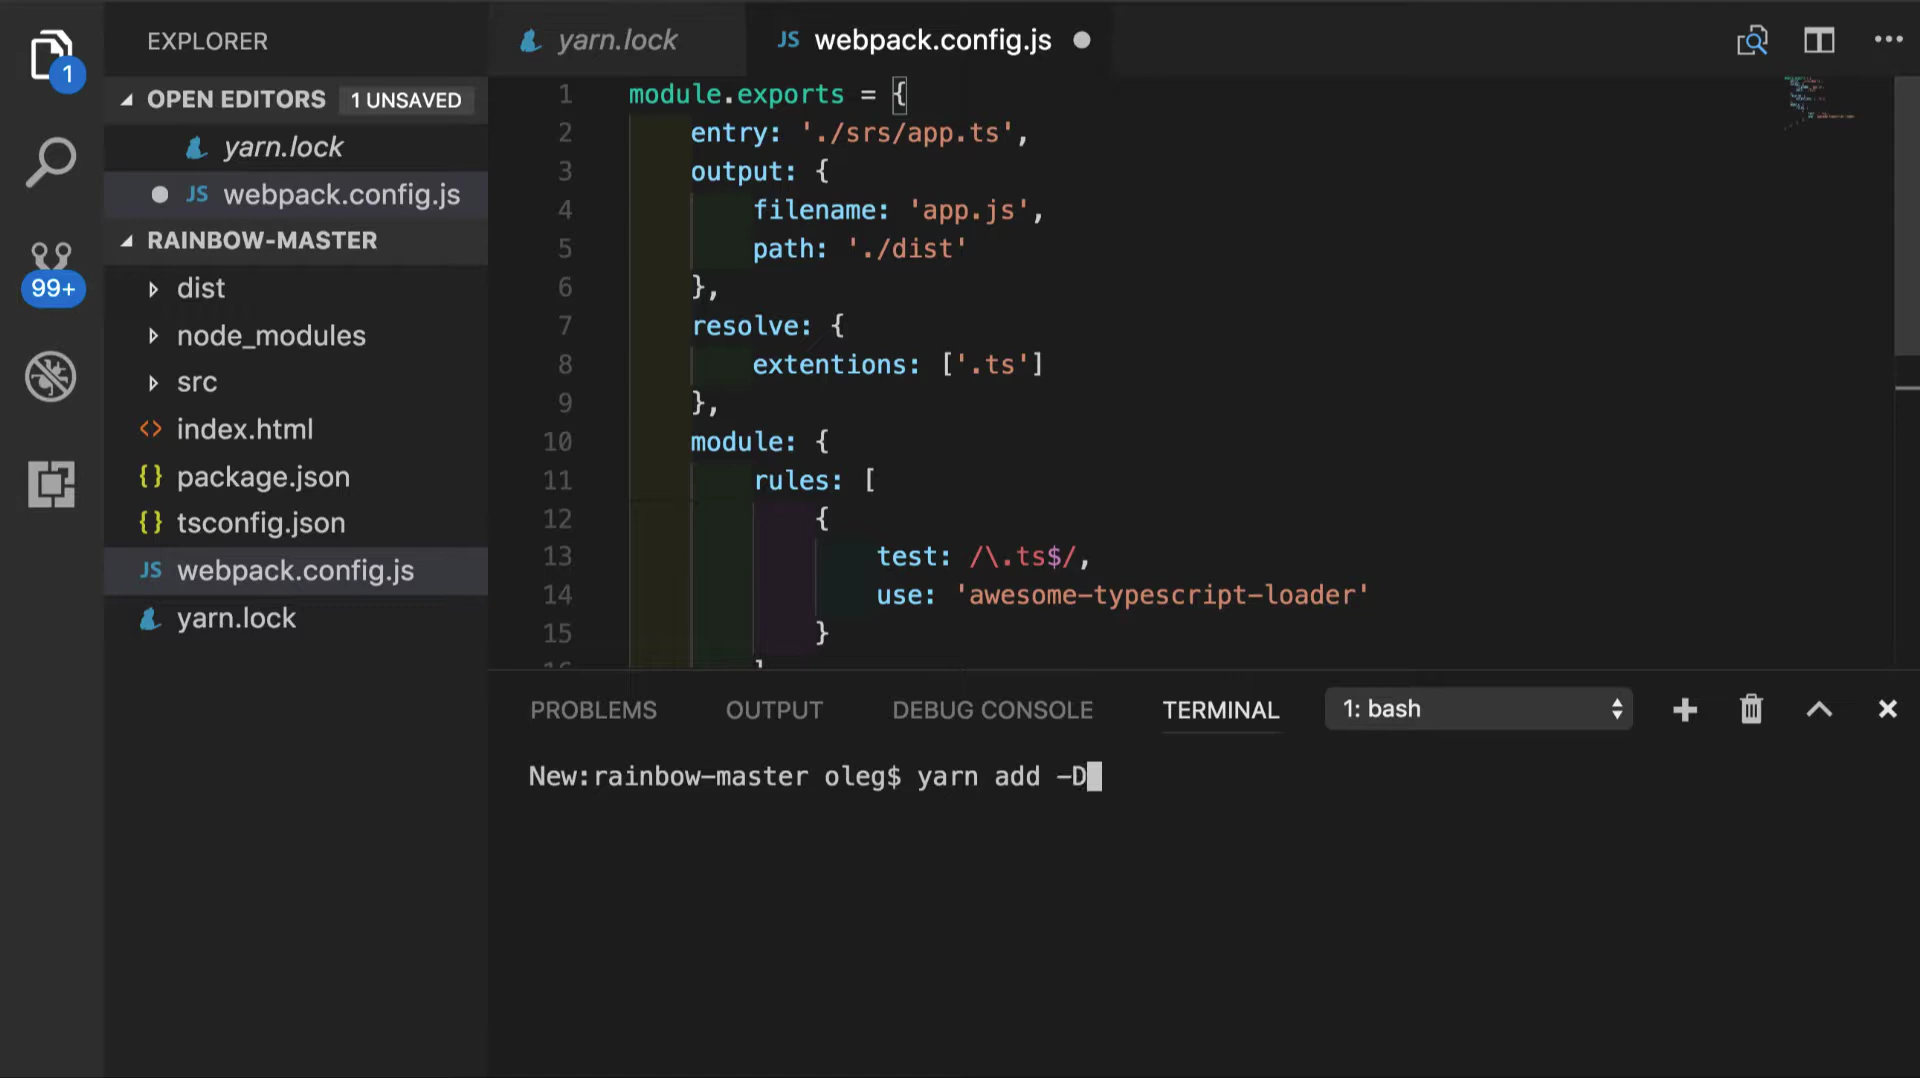 EXPLORER
1
OPEN EDITORS 1 UNSAVED
yarn.lock
JS webpack.config.js
RAINBOW-MASTER
99+
dist
node_modules
src
<> index.html
{} package.json
{} tsconfig.json
JS webpack.config.js
yarn.lock
yarn.lock
JS webpack.config.js
1 module.exports = {
2 entry: './srs/app.ts',
3 output: {
4 filename: 'app.js',
5 path: './dist'
6 },
7 resolve: {
8 extentions: ['.ts']
9 },
10 module: {
11 rules: [
12 {
13 test: /\.ts$/,
14 use: 'awesome-typescript-loader'
15 }
PROBLEMS OUTPUT DEBUG CONSOLE TERMINAL 1: bash
New:rainbow-master oleg$ yarn add -D